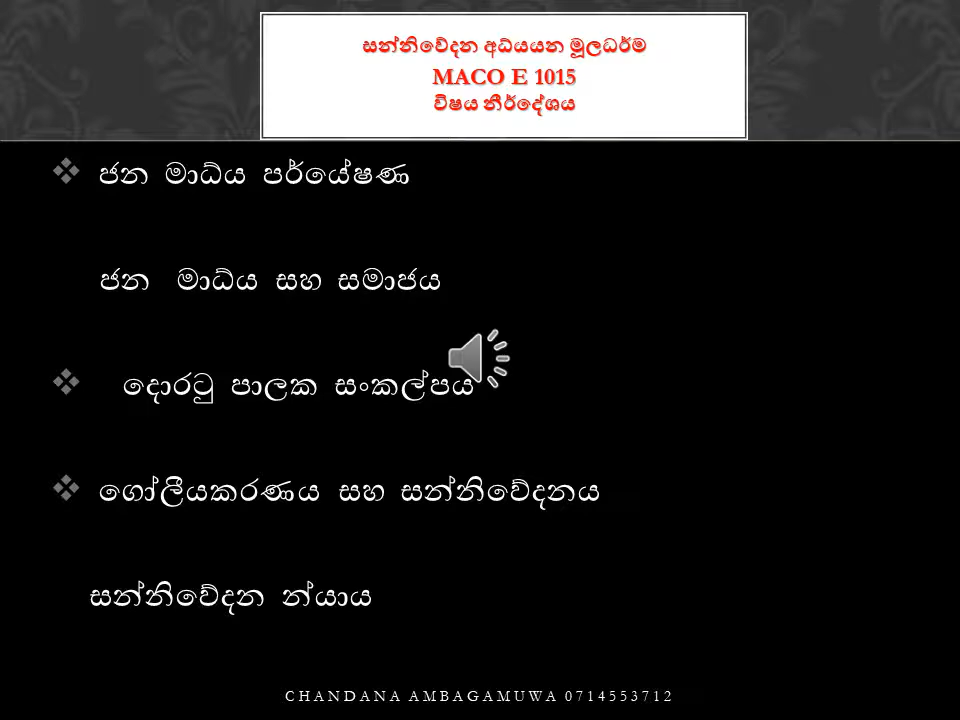 සන්නිවේදන අධ්යයන මූලධර්ම
MACO E 1015
විෂය නිර්දේශය
ජන මාධ්ය පර්යේෂණ
ජන මාධ්ය සහ සමාජය
දොරටු පාලක සංකල්පය
ගෝලීයකරණය සහ සන්නිවේදනය
සන්නිවේදන න්යාය
CHANDANA AMBAGAMUWA 0714553712